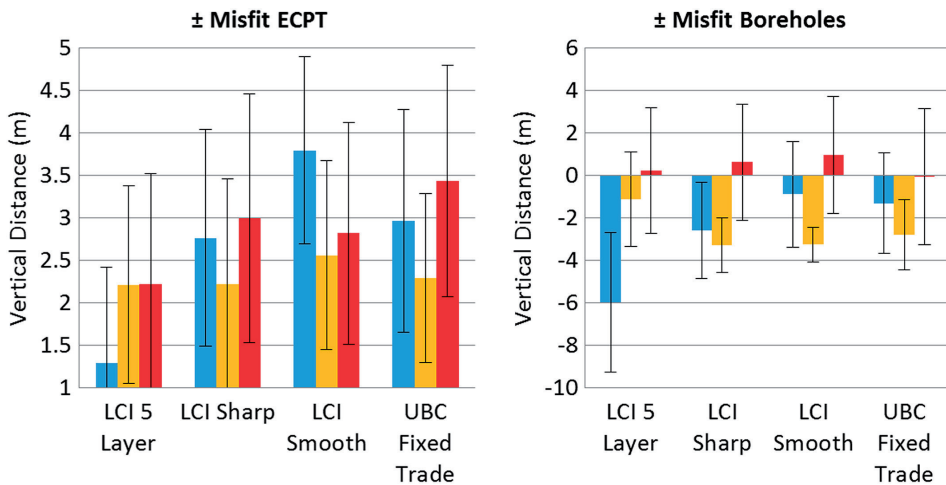 ± Misfit ECPT
Vertical Distance (m)
5
4.5
4
3.5
3
2.5
2
1.5
1
LCI 5
Layer
LCI Sharp
LCI
Smooth
UBC
Fixed
Trade
± Misfit Boreholes
Vertical Distance (m)
6
4
2
0
-2
-4
-6
-8
-10
LCI 5
Layer
LCI
Sharp
LCI
Smooth
UBC
Fixed
Trade